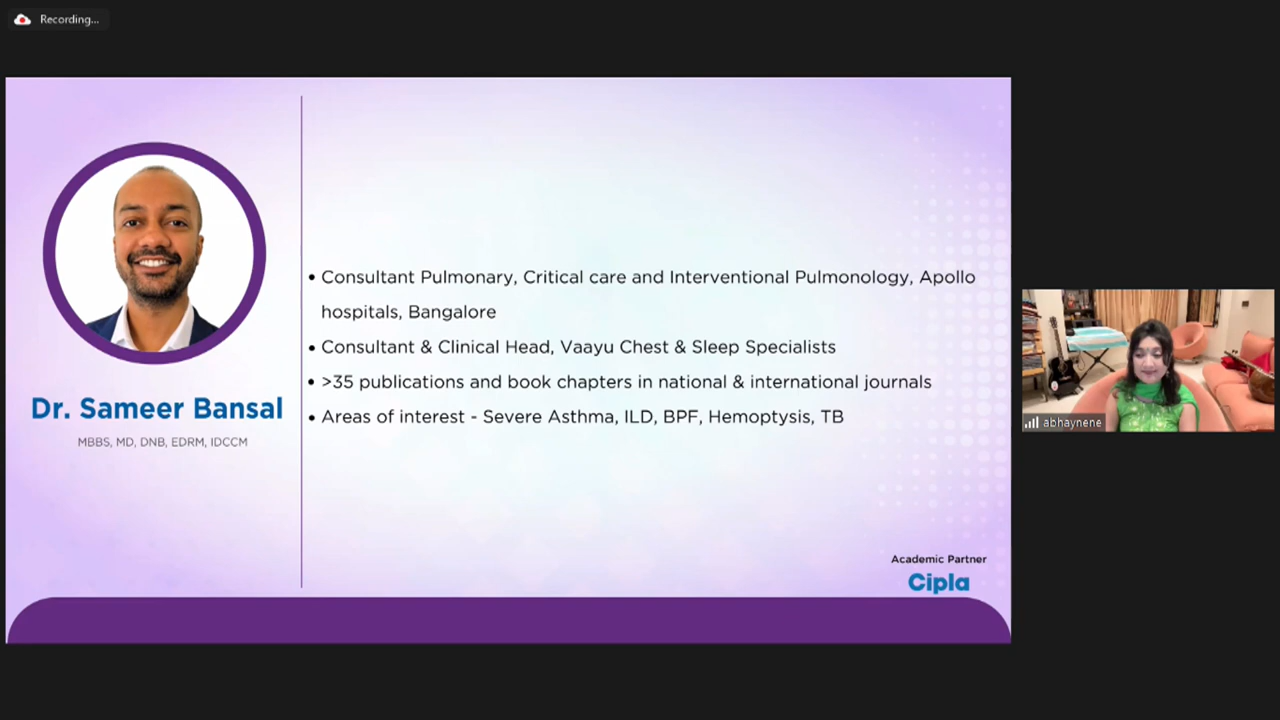 Recording...
Dr. Sameer Bansal
MBBS, MD, DNB, EDRM, IDCCM
• Consultant Pulmonary, Critical care and Interventional Pulmonology, Apollo
hospitals, Bangalore
• Consultant & Clinical Head, Vaayu Chest & Sleep Specialists
• >35 publications and book chapters in national & international journals
• Areas of interest - Severe Asthma, ILD, BPF, Hemoptysis, TB
Academic Partner
Cipla
abhaynene